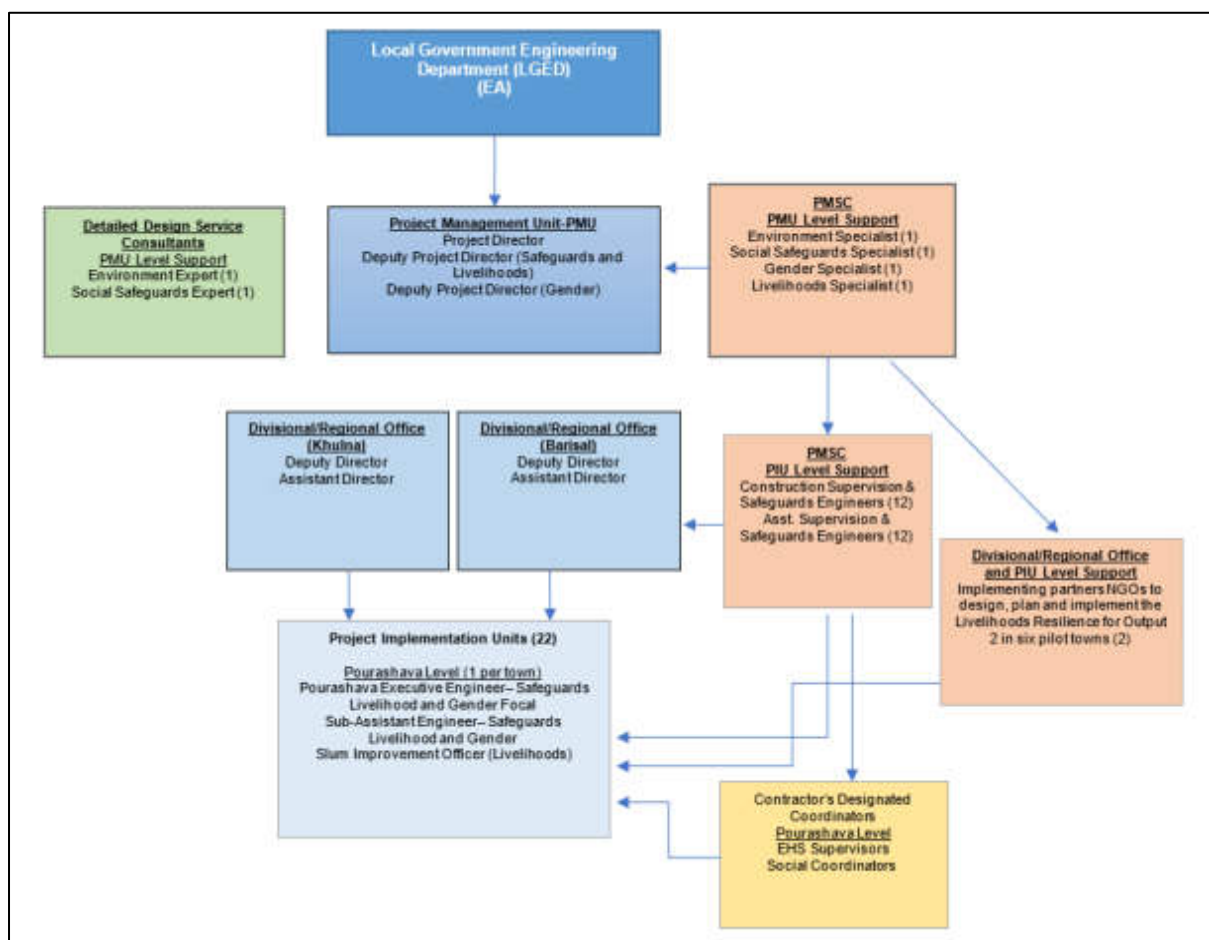 Local Government Engineering
Department (LGED)
(EA)
Detailed Design Service
Consultants
PMU Level Support
Environment Expert (1)
Social Safeguards Expert (1)
Project Management Unit-PMU
Project Director
Deputy Project Director (Safeguards and
Livelihoods)
Deputy Project Director (Gender)
PMSC
PMU Level Support
Environment Specialist (1)
Social Safeguards Specialist (1)
Gender Specialist (1)
Livelihoods Specialist (1)
Divisional/Regional Office
(Khulna)
Deputy Director
Assistant Director
Divisional/Regional Office
(Barisal)
Deputy Director
Assistant Director
PMSC
PIU Level Support
Construction Supervision &
Safeguards Engineers (12)
Asst. Supervision &
Safeguards Engineers (12)
Divisional/Regional Office
and PIU Level Support
Implementing partners NGOs to
design, plan and implement the
Livelihoods Resilience for Output
2 in six pilot towns (2)
Project Implementation Units (22)
Pourashava Level (1 per town)
Pourashava Executive Engineer– Safeguards
Livelihood and Gender Focal
Sub-Assistant Engineer– Safeguards
Livelihood and Gender
Slum Improvement Officer (Livelihoods)
Contractor's Designated
Coordinators
Pourashava Level
EHS Supervisors
Social Coordinators